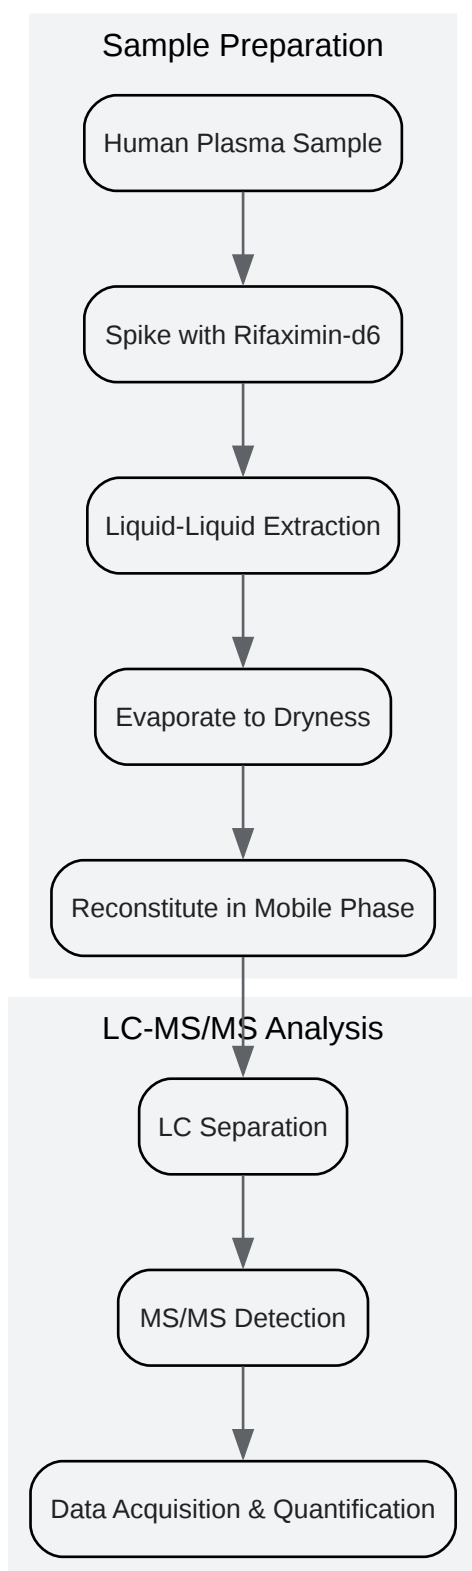 Sample Preparation
Human Plasma Sample
Spike with Rifaximin-d6
Liquid-Liquid Extraction
Evaporate to Dryness
Reconstitute in Mobile Phase
LC-MS/MS Analysis
LC Separation
MS/MS Detection
Data Acquisition & Quantification